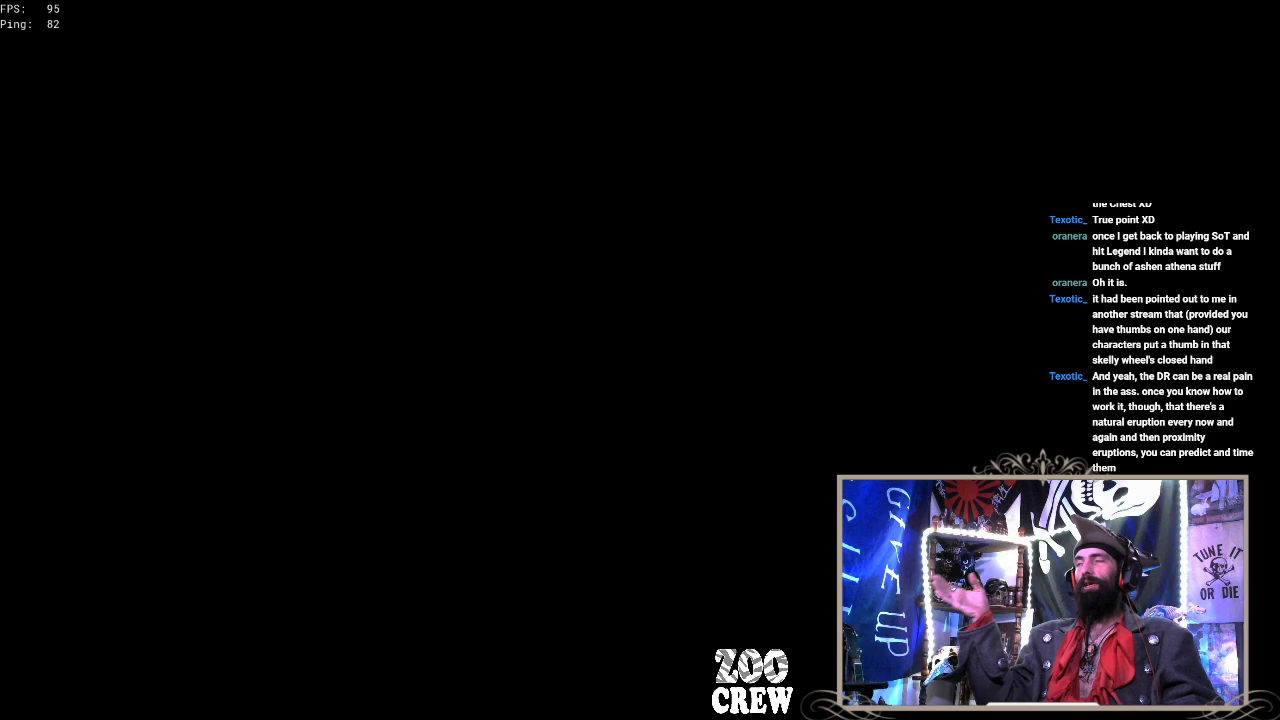 FPS: 95
Ping: 82
the Chest XD
Texotic_ True point XD
oranera once I get back to playing SoT and
hit Legend I kinda want to do a
bunch of ashen athena stuff
oranera Oh it is.
Texotic_ it had been pointed out to me in
another stream that (provided you
have thumbs on one hand) our
characters put a thumb in that
skelly wheel's closed hand
Texotic_ And yeah, the DR can be a real pain
in the ass. once you know how to
work it, though, that there's a
natural eruption every now and
again and then proximity
eruptions, you can predict and time
them
GIVE UP
TUNE IT
OR DIE
ZOO
CREW